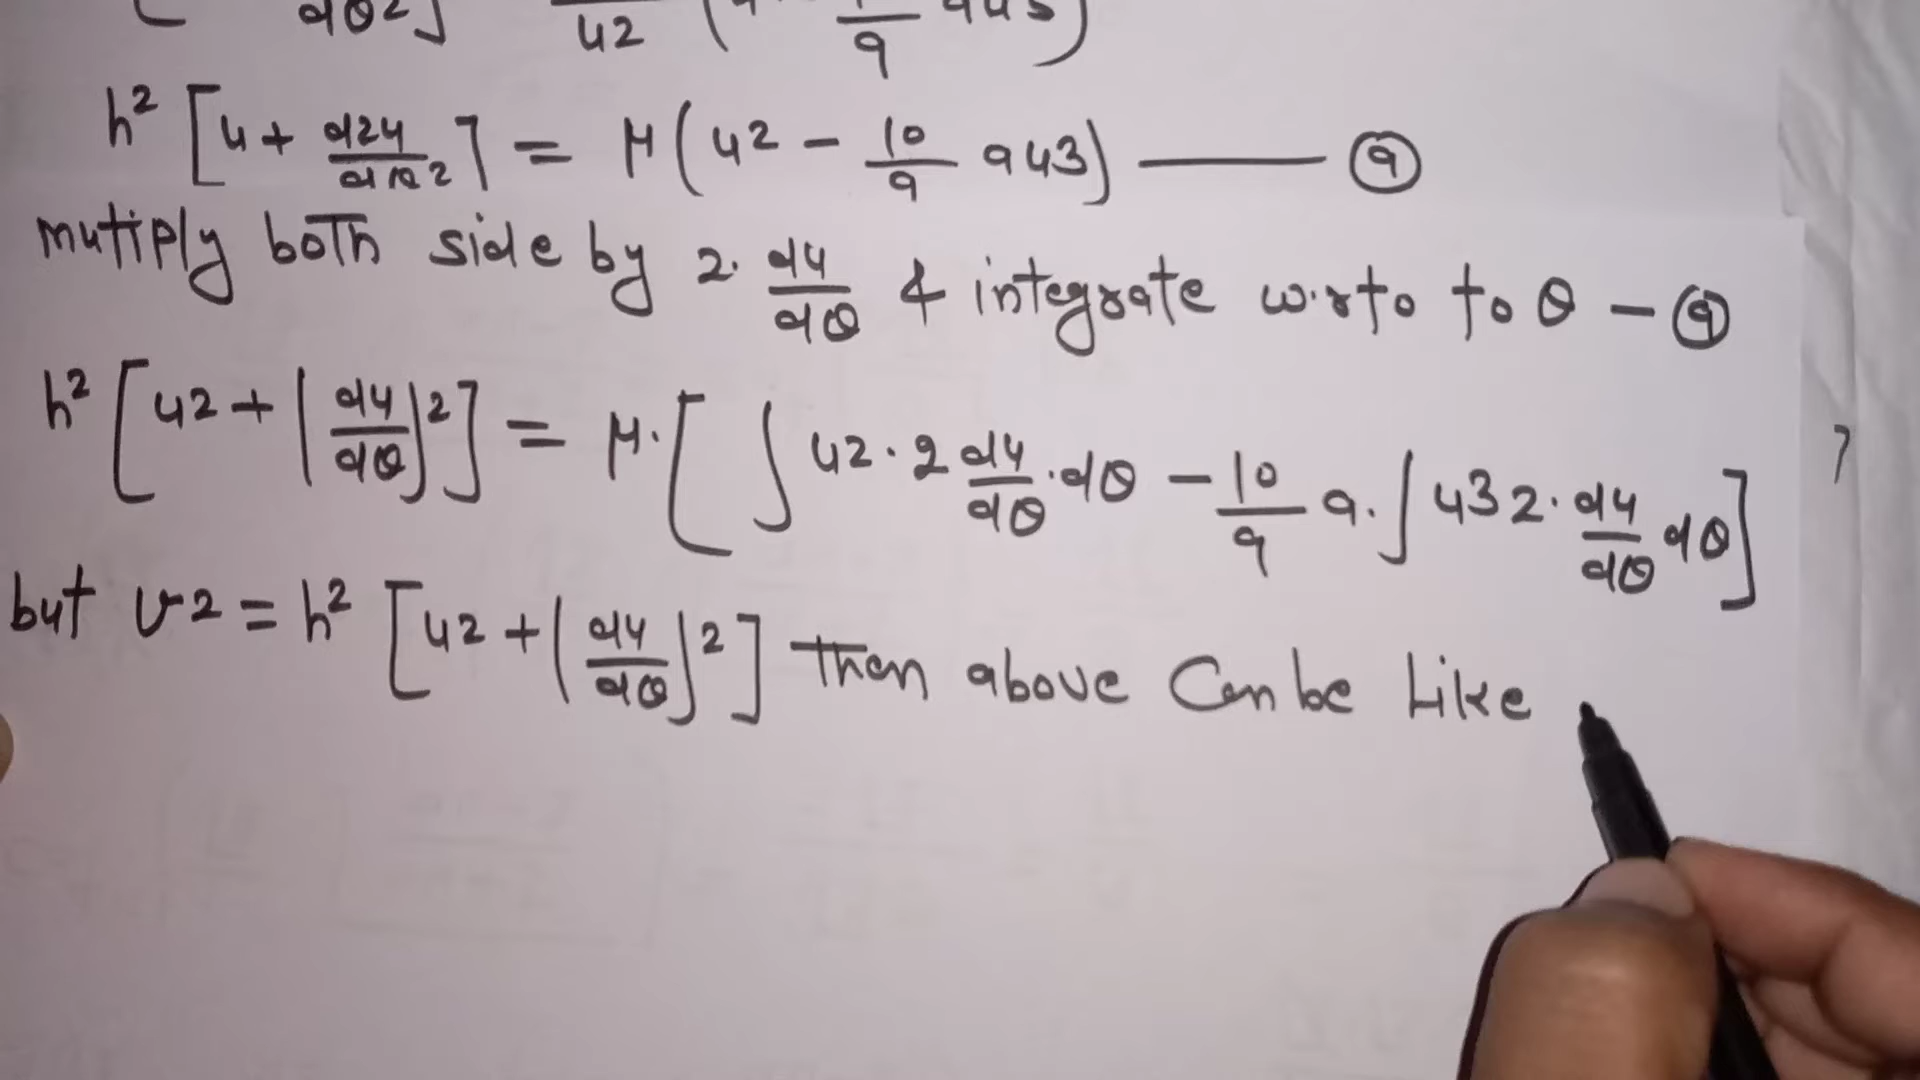 dθ²] u² ( 9
h² [u + d²u/dθ²] = μ(u² - 10/9 au³) ——— (a)
mutiply both side by 2. du/dθ & integrate w.r.to to θ - (a)
h² [u² + (du/dθ)²] = μ. [∫ u². 2 du/dθ . dθ - 10/9 a. ∫ u³ 2. du/dθ dθ]
but v² = h² [u² + (du/dθ)²] then above Can be Like